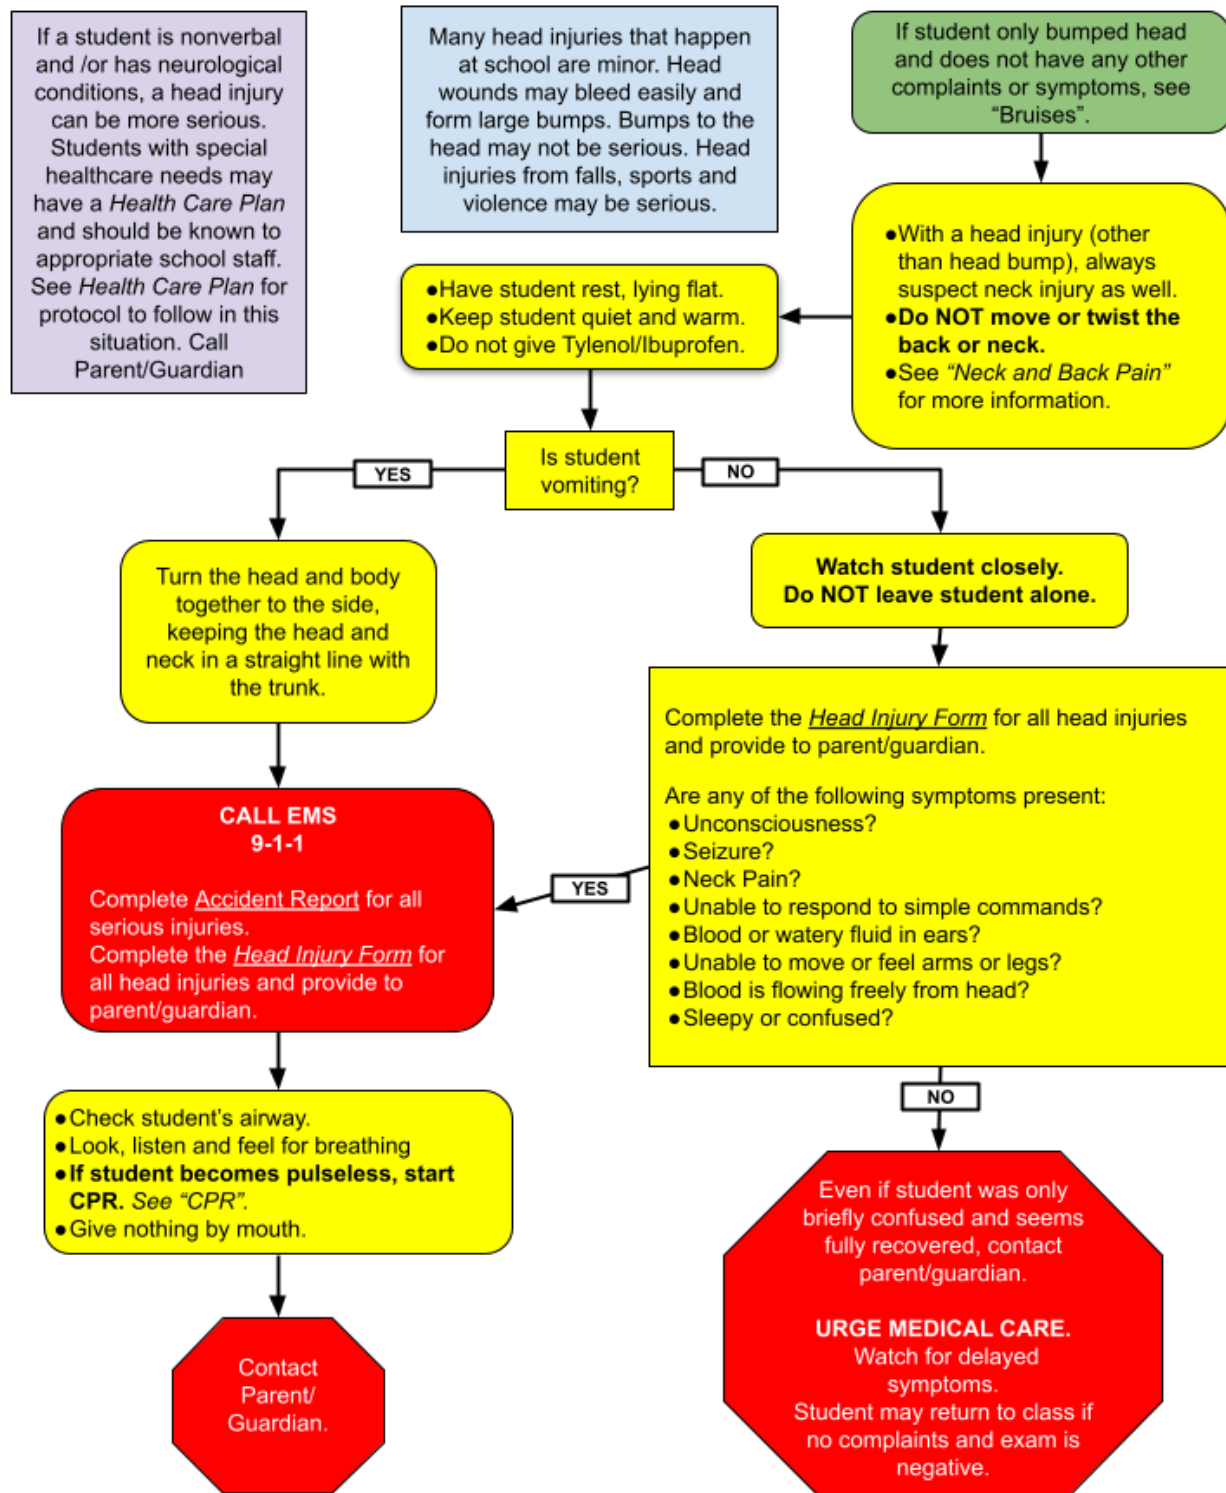 If a student is nonverbal
and /or has neurological
conditions, a head injury
can be more serious.
Students with special
healthcare needs may
have a Health Care Plan
and should be known to
appropriate school staff.
See Health Care Plan for
protocol to follow in this
situation. Call
Parent/Guardian
Many head injuries that happen
at school are minor. Head
wounds may bleed easily and
form large bumps. Bumps to the
the head may not be serious. Head
injuries from falls, sports and
violence may be serious.
If student only bumped head
and does not have any other
complaints or symptoms, see
“Bruises”.
●With a head injury (other
than head bump), always
suspect neck injury as well.
●Do NOT move or twist the
back or neck.
●See “Neck and Back Pain”
for more information.
●Have student rest, lying flat.
●Keep student quiet and warm.
●Do not give Tylenol/Ibuprofen.
Is student
vomiting?
YES
NO
Turn the head and body
together to the side,
keeping the head and
neck in a straight line with
the trunk.
Watch student closely.
Do NOT leave student alone.
CALL EMS
9-1-1
Complete Accident Report for all
serious injuries.
Complete the Head Injury Form for
all head injuries and provide to
parent/guardian.
Complete the Head Injury Form for all head injuries
and provide to parent/guardian.
Are any of the following symptoms present:
●Unconsciousness?
●Seizure?
●Neck Pain?
●Unable to respond to simple commands?
●Blood or watery fluid in ears?
●Unable to move or feel arms or legs?
●Blood is flowing freely from head?
●Sleepy or confused?
YES
NO
●Check student’s airway.
●Look, listen and feel for breathing
●If student becomes pulseless, start
CPR. See “CPR”.
●Give nothing by mouth.
Contact
Parent/
Guardian.
Even if student was only
briefly confused and seems
fully recovered, contact
parent/guardian.
URGE MEDICAL CARE.
Watch for delayed
symptoms.
Student may return to class if
no complaints and exam is
negative.